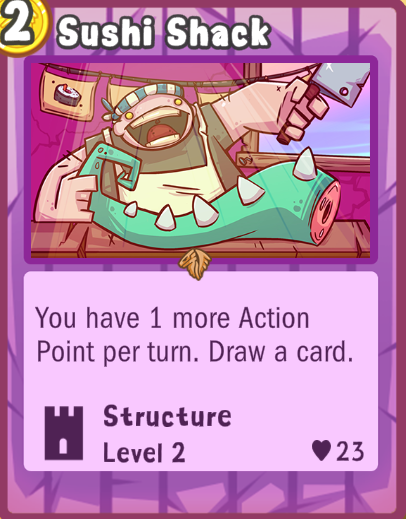 2
Sushi Shack
You have 1 more Action
Point per turn. Draw a card.
Structure
Level 2
23